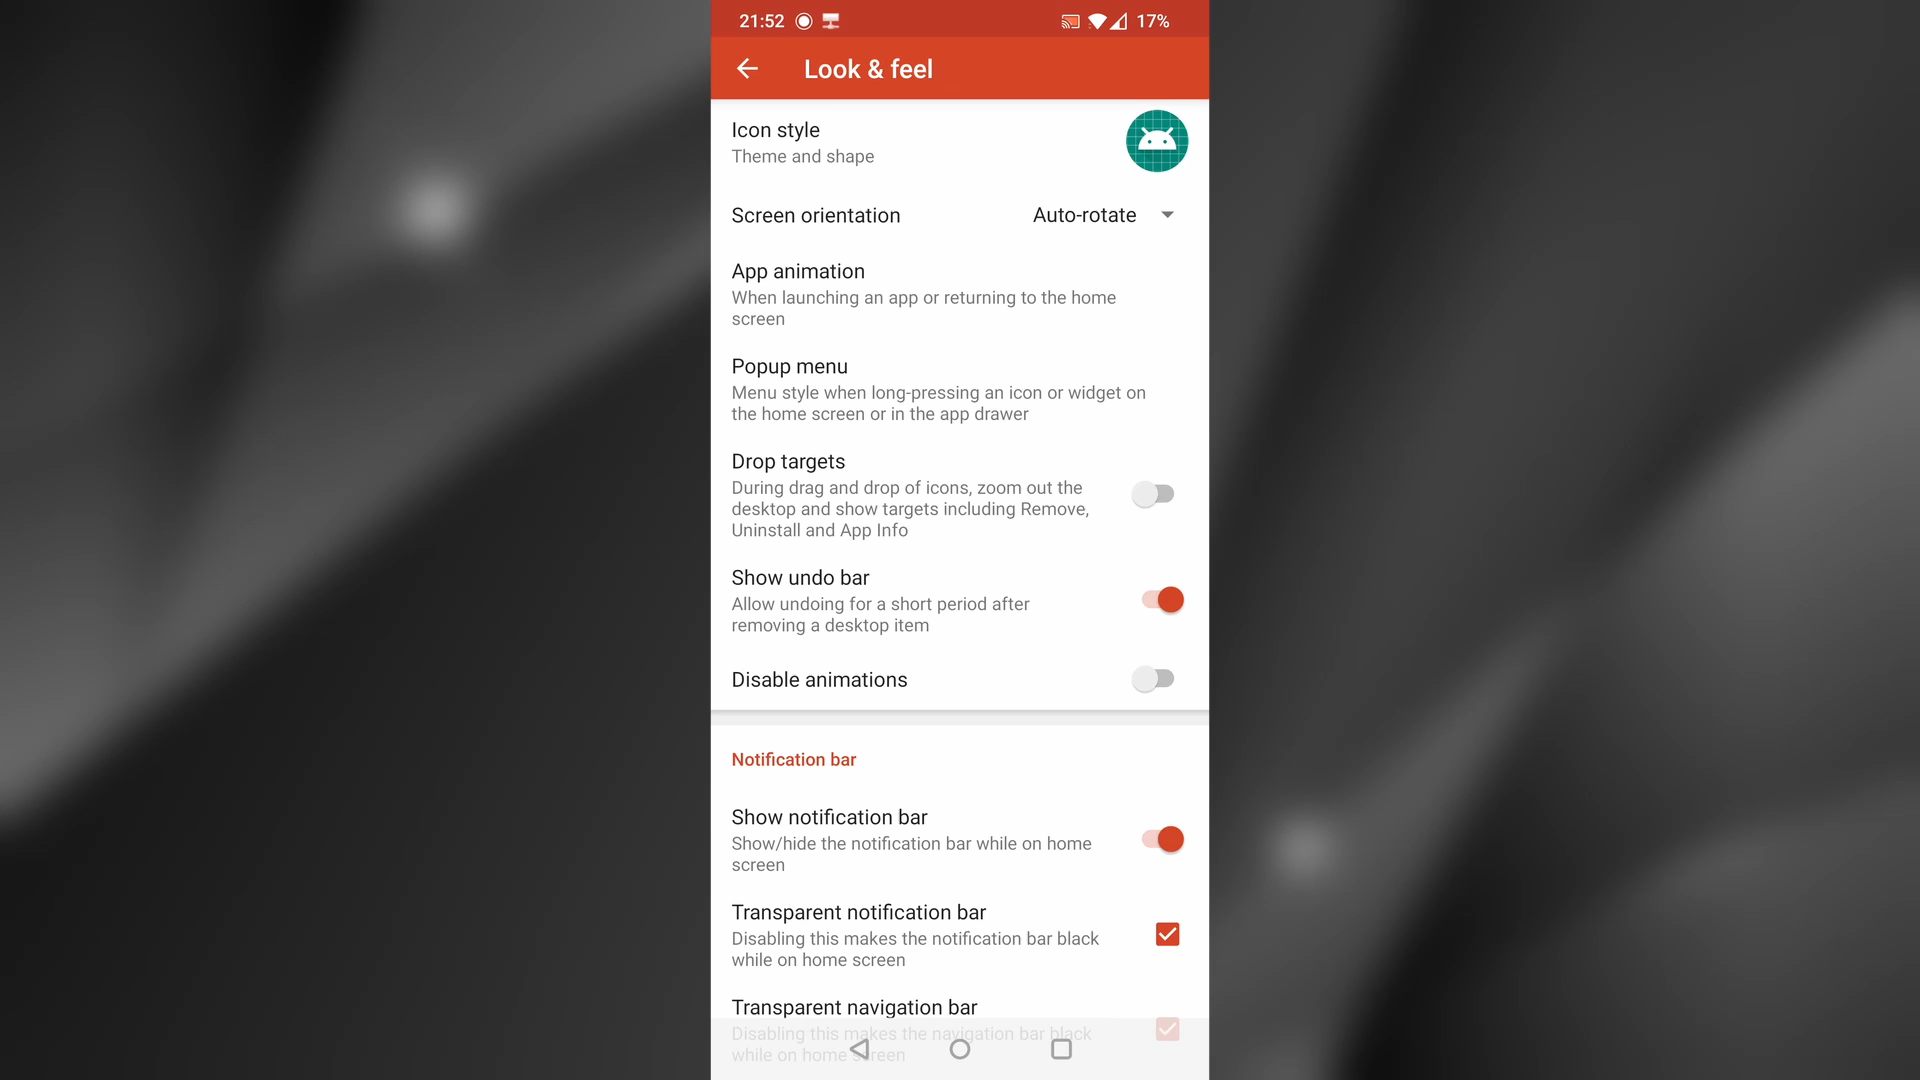 21:52 17%
Look & feel
Icon style
Theme and shape
Screen orientation Auto-rotate
App animation
When launching an app or returning to the home
screen
Popup menu
Menu style when long-pressing an icon or widget on
the home screen or in the app drawer
Drop targets
During drag and drop of icons, zoom out the
desktop and show targets including Remove,
Uninstall and App Info
Show undo bar
Allow undoing for a short period after
removing a desktop item
Disable animations
Notification bar
Show notification bar
Show/hide the notification bar while on home
screen
Transparent notification bar
Disabling this makes the notification bar black
while on home screen
Transparent navigation bar
Disabling this makes the navigation bar black
while on home screen